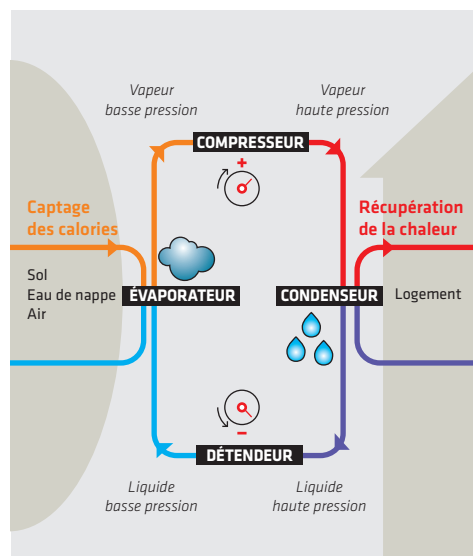 Vapeur
basse pression
Vapeur
haute pression
COMPRESSEUR
+
Captage
des calories
Récupération
de la chaleur
Sol
Eau de nappe
Air
ÉVAPORATEUR
CONDENSEUR
Logement
–
DÉTENDEUR
Liquide
basse pression
Liquide
haute pression